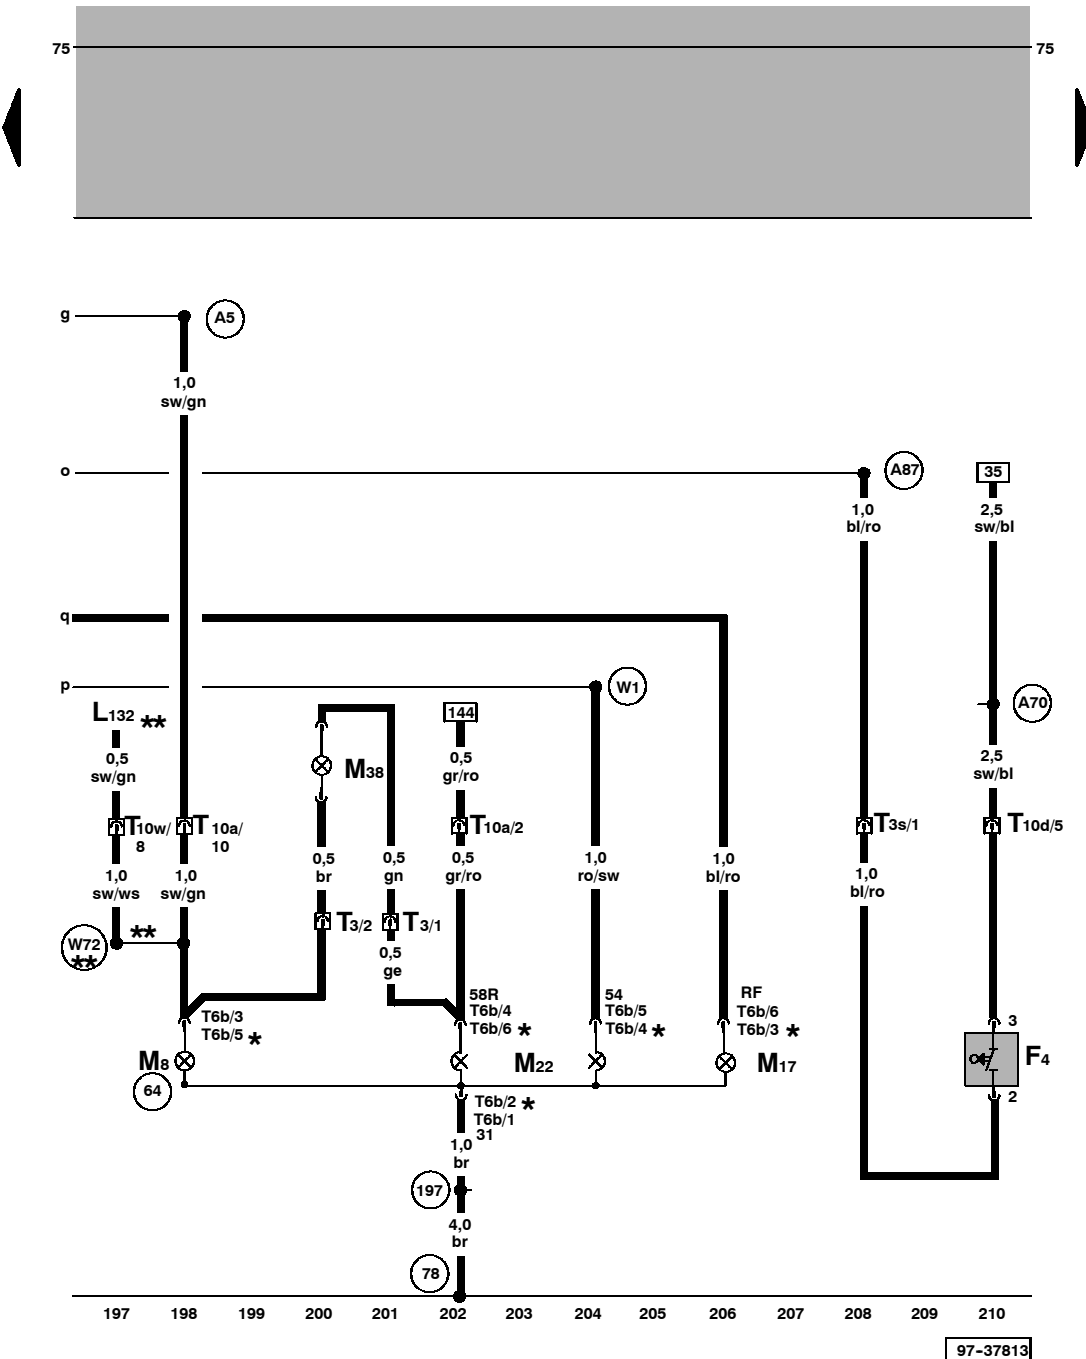 75 75
g A5
1,0
sw/gn
o A87 35
1,0 2,5
bl/ro sw/bl
q
p W1 A70
L132 ** 144
0,5 0,5 2,5
sw/gn M38 gr/ro sw/bl
T10w/ T10a/ T10a/2 T3s/1 T10d/5
8 10
0,5 0,5 0,5 1,0 1,0
br gn gr/ro ro/sw bl/ro
1,0 1,0 1,0
sw/ws sw/gn bl/ro
T3/2 T3/1
W72 ** **
0,5
ge
58R 54 RF
T6b/3 T6b/4 T6b/5 T6b/6
T6b/5 * T6b/6 * T6b/4 * T6b/3 * 3
M8 M22 M17 F4
64
T6b/2 * 2
T6b/1
31
1,0
br
197
4,0
br
78
197 198 199 200 201 202 203 204 205 206 207 208 209 210
97-37813